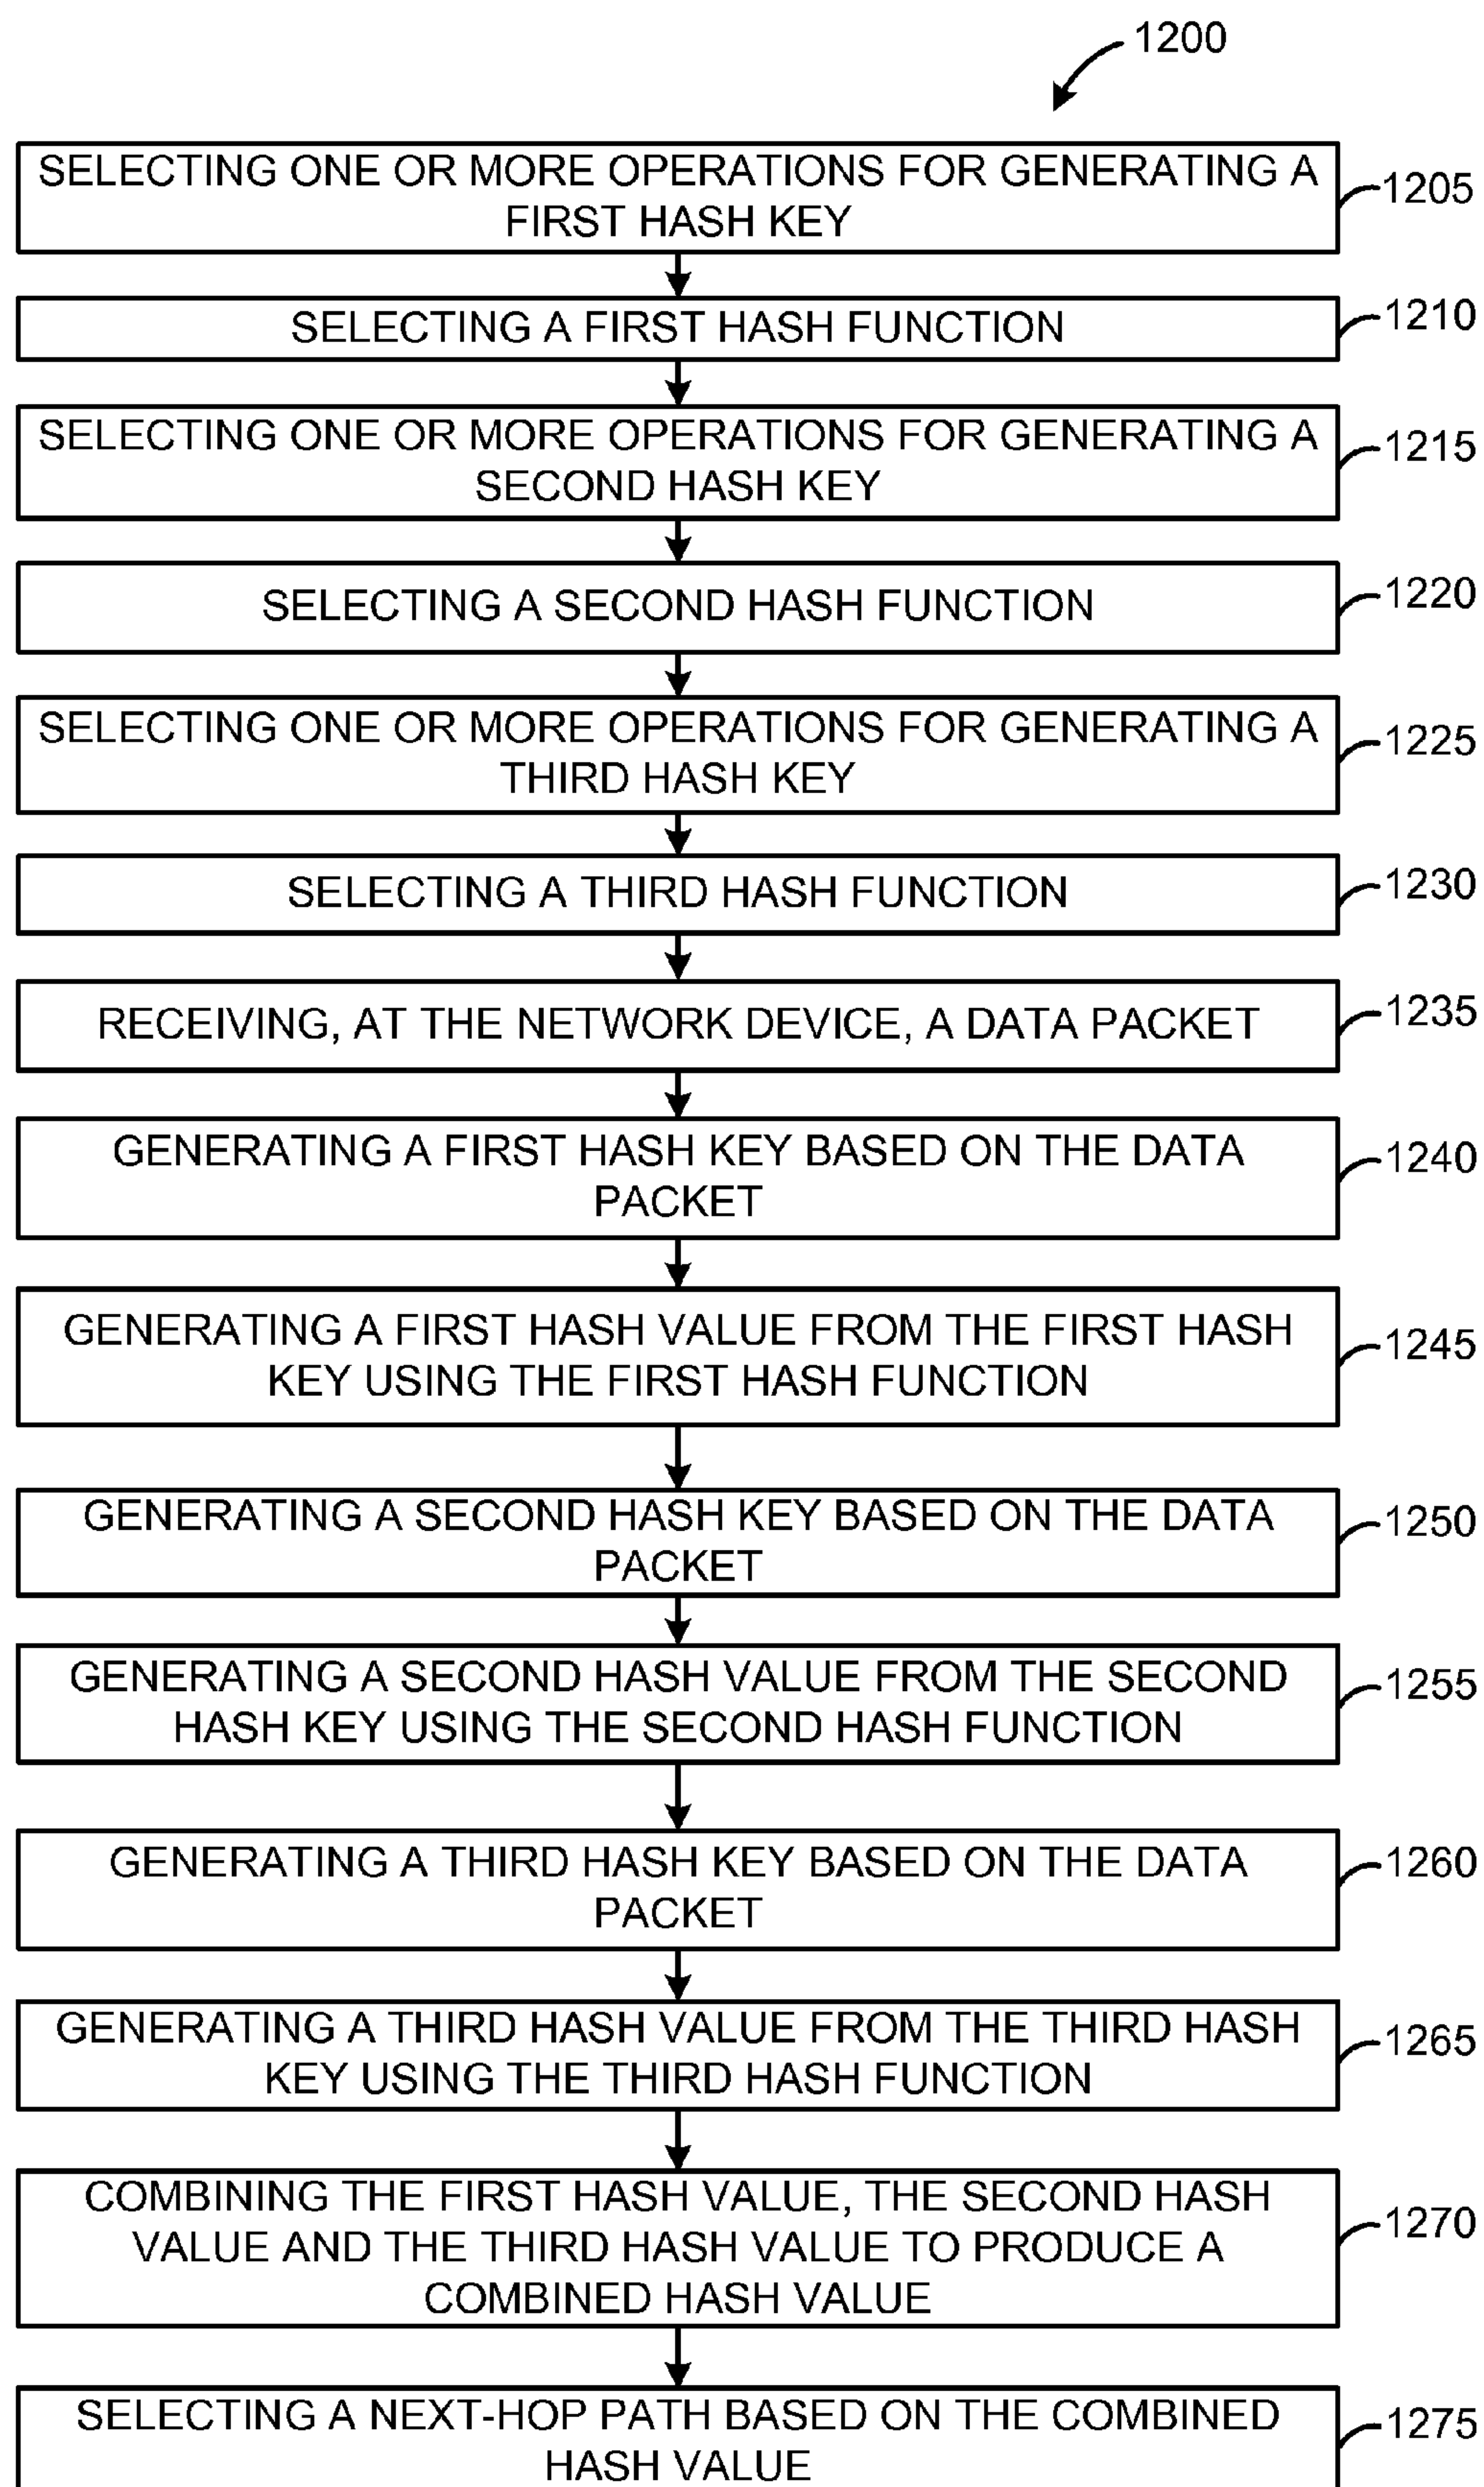 1200
SELECTING ONE OR MORE OPERATIONS FOR GENERATING A
FIRST HASH KEY
1205
SELECTING A FIRST HASH FUNCTION
1210
SELECTING ONE OR MORE OPERATIONS FOR GENERATING A
SECOND HASH KEY
1215
SELECTING A SECOND HASH FUNCTION
1220
SELECTING ONE OR MORE OPERATIONS FOR GENERATING A
THIRD HASH KEY
1225
SELECTING A THIRD HASH FUNCTION
1230
RECEIVING, AT THE NETWORK DEVICE, A DATA PACKET
1235
GENERATING A FIRST HASH KEY BASED ON THE DATA
PACKET
1240
GENERATING A FIRST HASH VALUE FROM THE FIRST HASH
KEY USING THE FIRST HASH FUNCTION
1245
GENERATING A SECOND HASH KEY BASED ON THE DATA
PACKET
1250
GENERATING A SECOND HASH VALUE FROM THE SECOND
HASH KEY USING THE SECOND HASH FUNCTION
1255
GENERATING A THIRD HASH KEY BASED ON THE DATA
PACKET
1260
GENERATING A THIRD HASH VALUE FROM THE THIRD HASH
KEY USING THE THIRD HASH FUNCTION
1265
COMBINING THE FIRST HASH VALUE, THE SECOND HASH
VALUE AND THE THIRD HASH VALUE TO PRODUCE A
COMBINED HASH VALUE
1270
SELECTING A NEXT-HOP PATH BASED ON THE COMBINED
HASH VALUE
1275